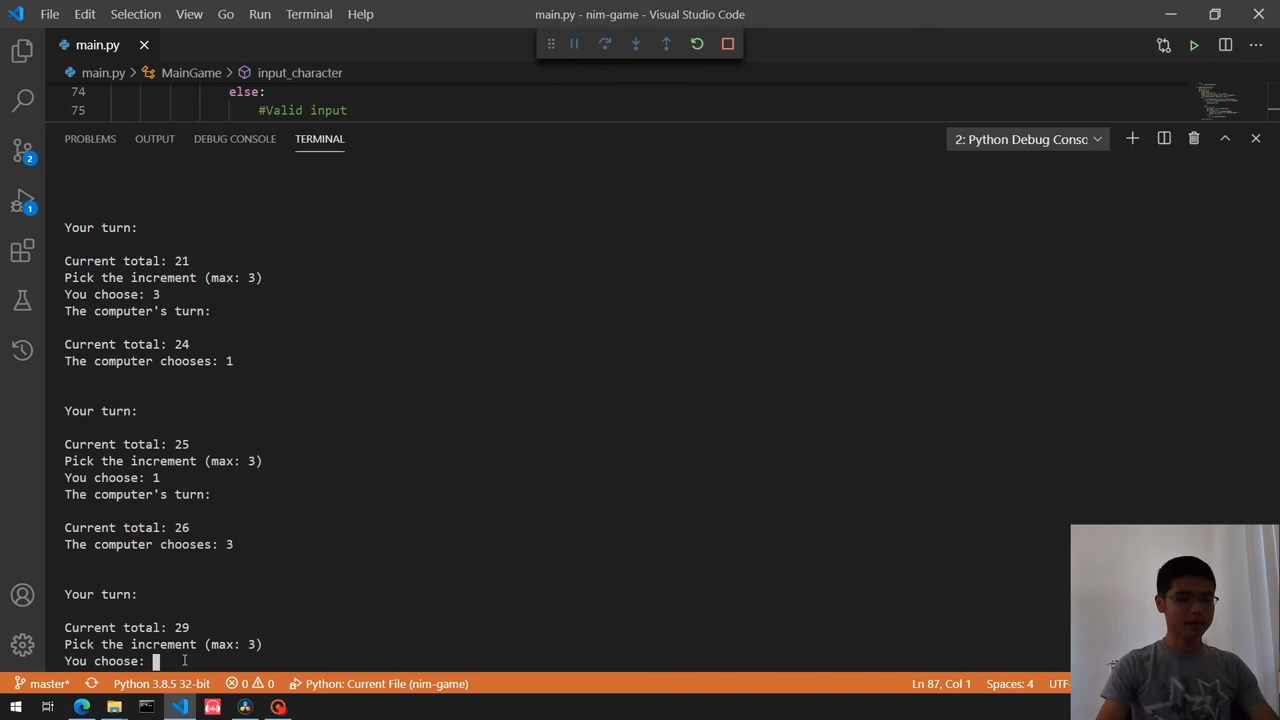 File Edit Selection View Go Run Terminal Help
main.py - nim-game - Visual Studio Code
main.py
main.py > MainGame > input_character
74 else:
75 #Valid input
PROBLEMS OUTPUT DEBUG CONSOLE TERMINAL
2: Python Debug Consc
Your turn:
Current total: 21
Pick the increment (max: 3)
You choose: 3
The computer's turn:
Current total: 24
The computer chooses: 1
Your turn:
Current total: 25
Pick the increment (max: 3)
You choose: 1
The computer's turn:
Current total: 26
The computer chooses: 3
Your turn:
Current total: 29
Pick the increment (max: 3)
You choose:
2
1
master* Python 3.8.5 32-bit 0 0 Python: Current File (nim-game) Ln 87, Col 1 Spaces: 4 UTF-